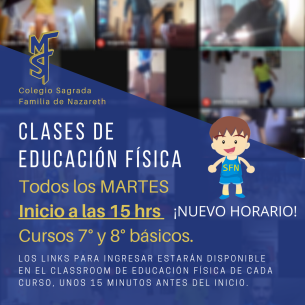 MSF
Colegio Sagrada
Familia de Nazareth
CLASES DE
EDUCACIÓN FÍSICA
Todos los MARTES
Inicio a las 15 hrs ¡NUEVO HORARIO!
Cursos 7° y 8° básicos.
SFN
LOS LINKS PARA INGRESAR ESTARÁN DISPONIBLE
EN EL CLASSROOM DE EDUCACIÓN FÍSICA DE CADA
CURSO, UNOS 15 MINUTOS ANTES DEL INICIO.